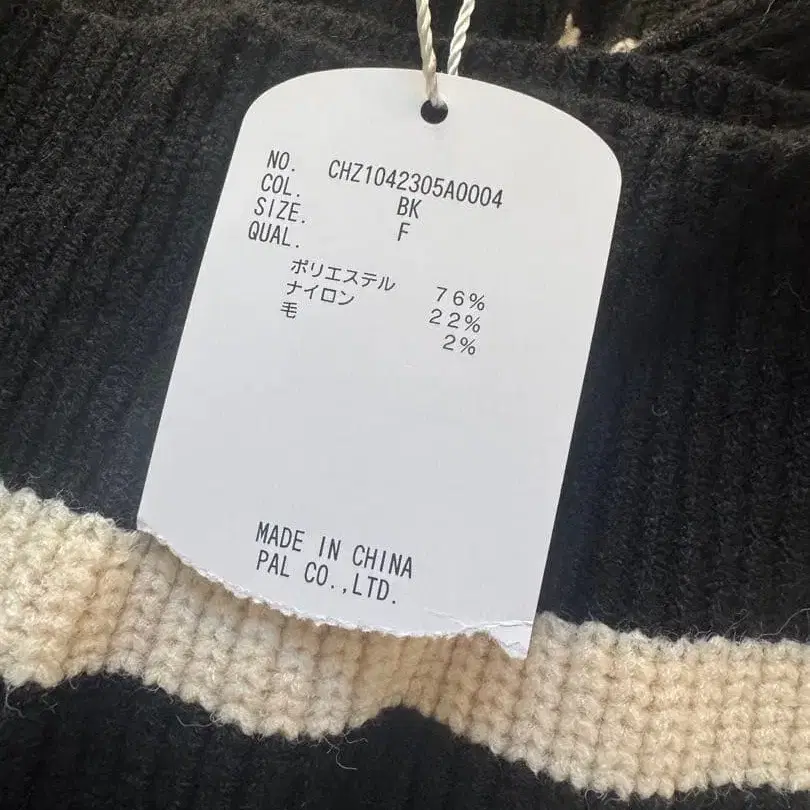 NO. CHZ1042305A0004
COL. BK
SIZE. F
QUAL.
ポリエステル 76%
ナイロン 22%
毛 2%
MADE IN CHINA
PAL CO.,LTD.